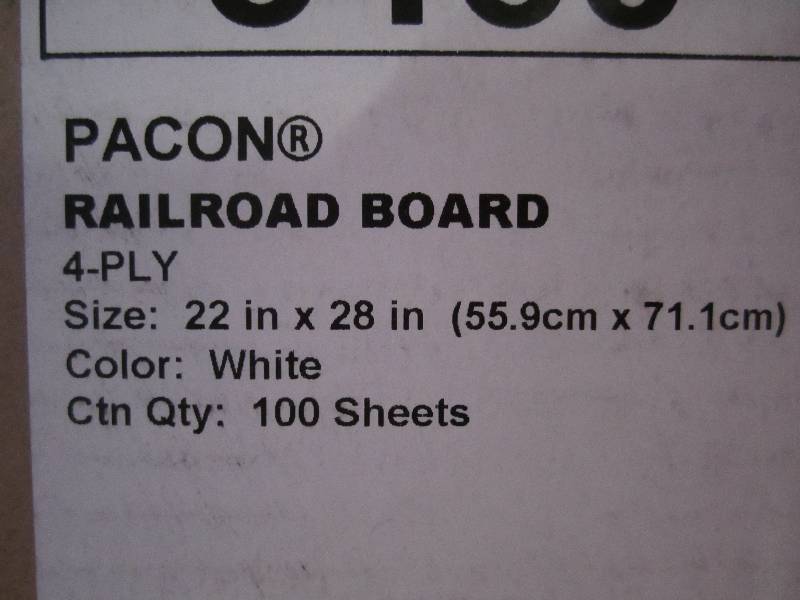 PACON®
RAILROAD BOARD
4-PLY
Size: 22 in x 28 in (55.9cm x 71.1cm)
Color: White
Ctn Qty: 100 Sheets